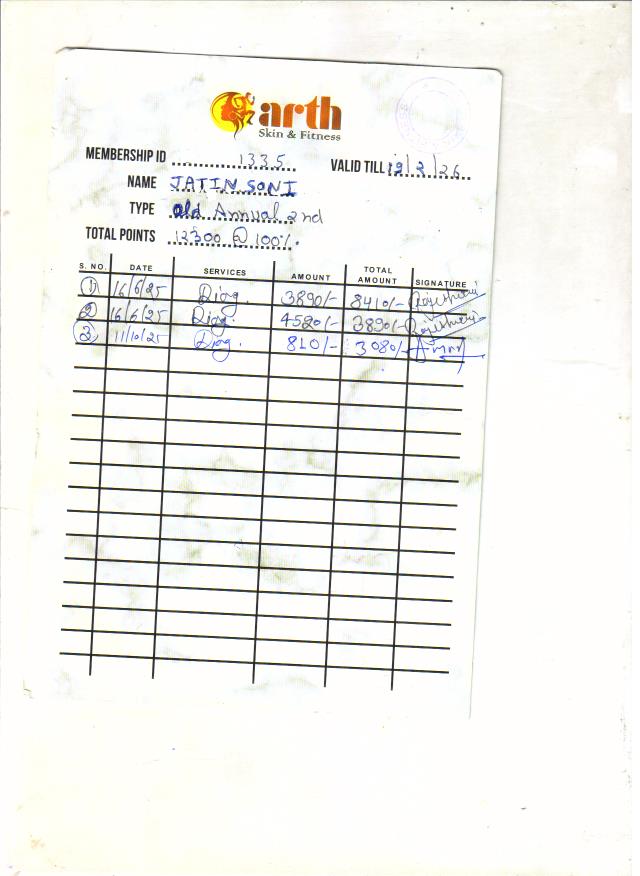 arth
Skin & Fitness
MEMBERSHIP ID 1335 VALID TILL 19/2/26
NAME JATIN SONI
TYPE old Annual 2nd
TOTAL POINTS 12300 @ 100%.
S. NO. DATE SERVICES AMOUNT TOTAL AMOUNT SIGNATURE
1 16/6/25 Diag. 3890/- 8410/- Rajeshwari
2 16/6/25 Diag. 4520/- 3890/- Rajeshwari
3 11/10/25 Diag. 810/- 3080/-